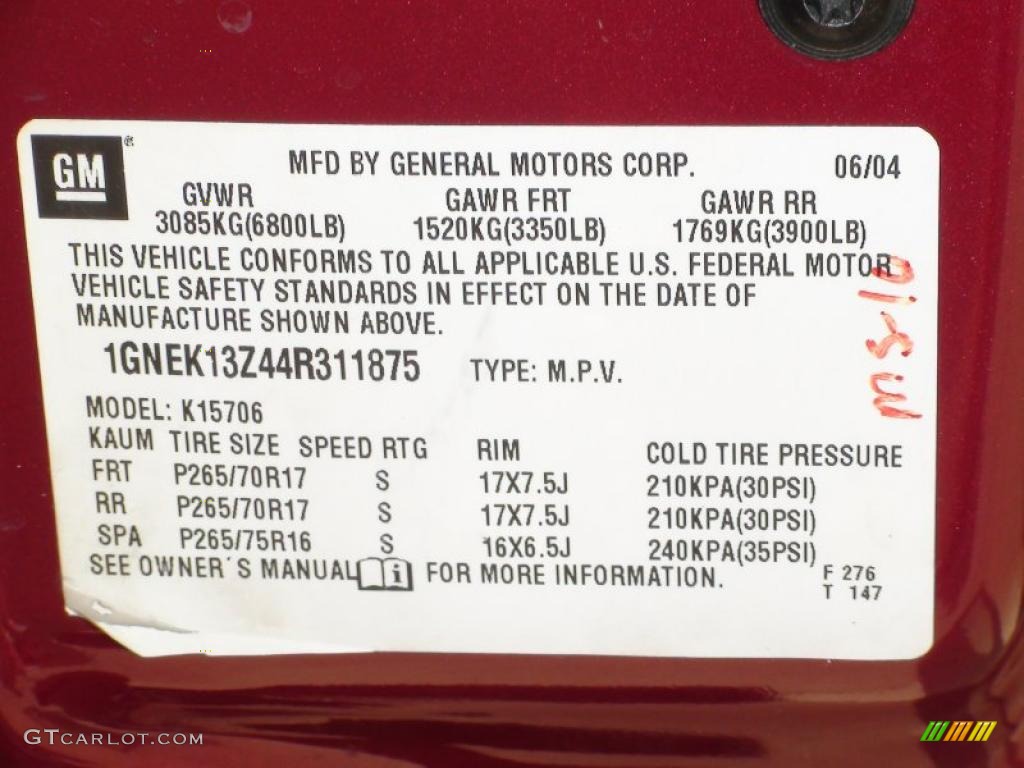 GM ®
MFD BY GENERAL MOTORS CORP. 06/04
GVWR GAWR FRT GAWR RR
3085KG(6800LB) 1520KG(3350LB) 1769KG(3900LB)
THIS VEHICLE CONFORMS TO ALL APPLICABLE U.S. FEDERAL MOTOR
VEHICLE SAFETY STANDARDS IN EFFECT ON THE DATE OF
MANUFACTURE SHOWN ABOVE.
1GNEK13Z44R311875 TYPE: M.P.V.
MODEL: K15706
KAUM TIRE SIZE SPEED RTG RIM COLD TIRE PRESSURE
FRT P265/70R17 S 17X7.5J 210KPA(30PSI)
RR P265/70R17 S 17X7.5J 210KPA(30PSI)
SPA P265/75R16 S 16X6.5J 240KPA(35PSI)
SEE OWNER'S MANUAL i FOR MORE INFORMATION.
F 276
T 147
GTCARLOT.COM